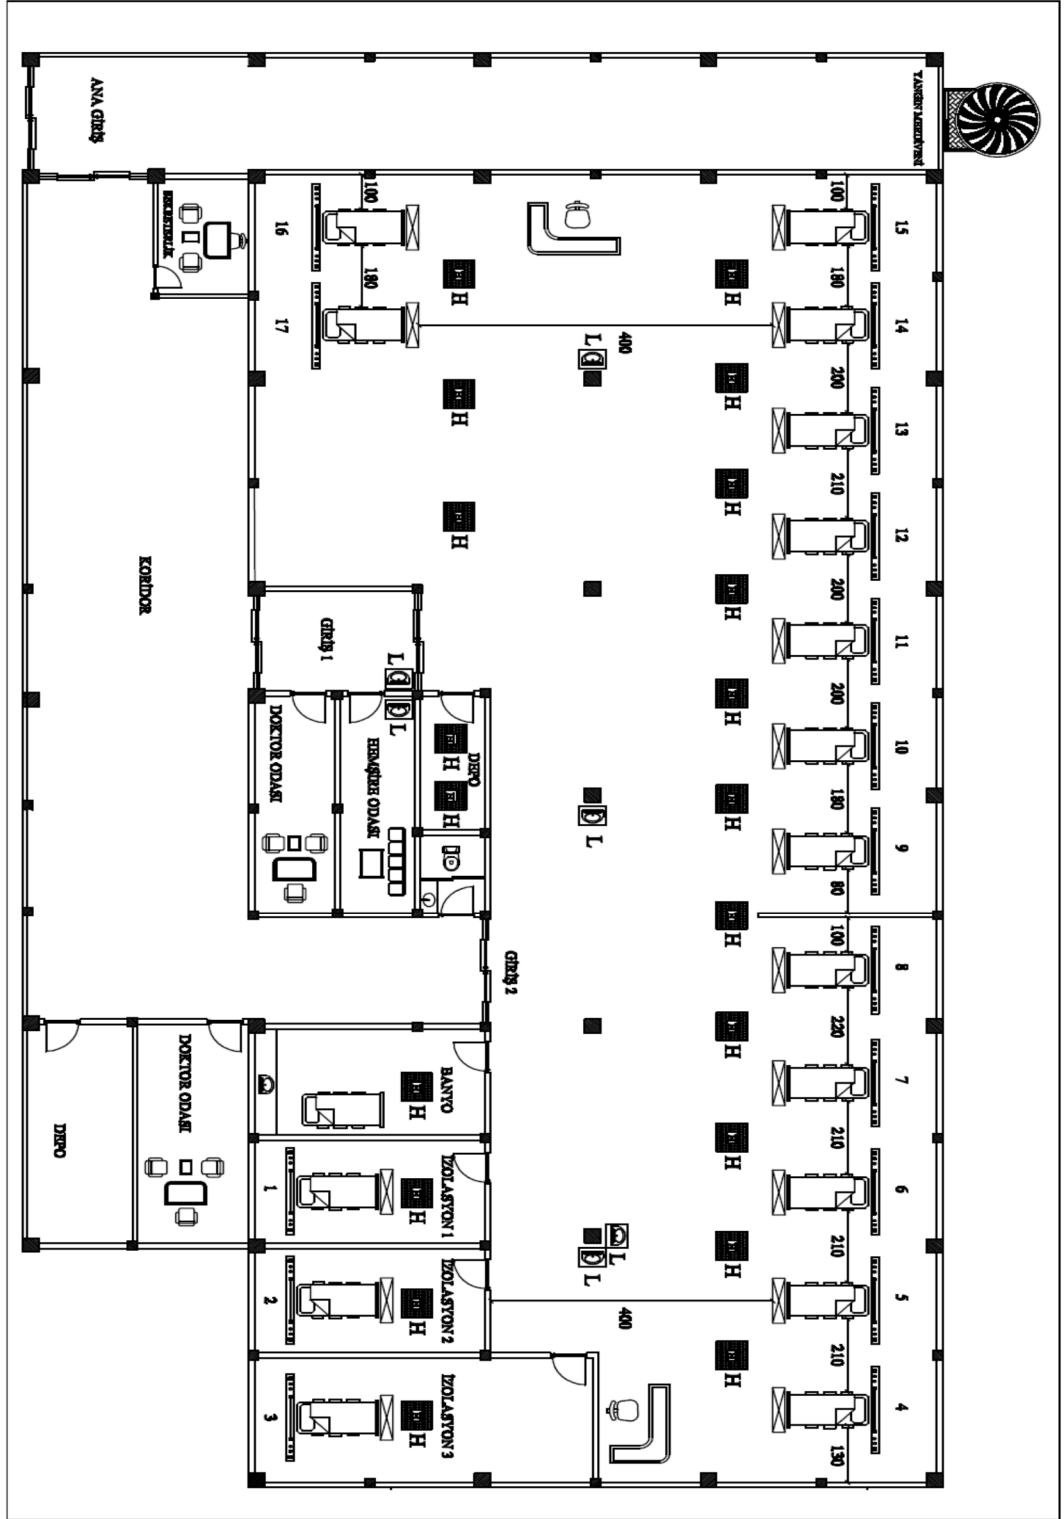 ANA GİRİŞ
YANGIN MERDİVENİ
SEKRETERLİK
16
100
100
15
180
H
H
180
17
L
400
14
H
H
200
13
H
210
H
12
KORİDOR
H
200
GİRİŞ 1
11
L
H
200
DOKTOR ODASI
L
HEMŞİRE ODASI
DEPO
H
H
10
H
180
L
9
80
H
100
GİRİŞ 2
8
H
220
DOKTOR ODASI
BANYO
H
7
DEPO
H
210
1
İZOLASYON 1
H
6
L
L
H
210
2
İZOLASYON 2
H
400
5
H
210
3
İZOLASYON 3
H
4
130